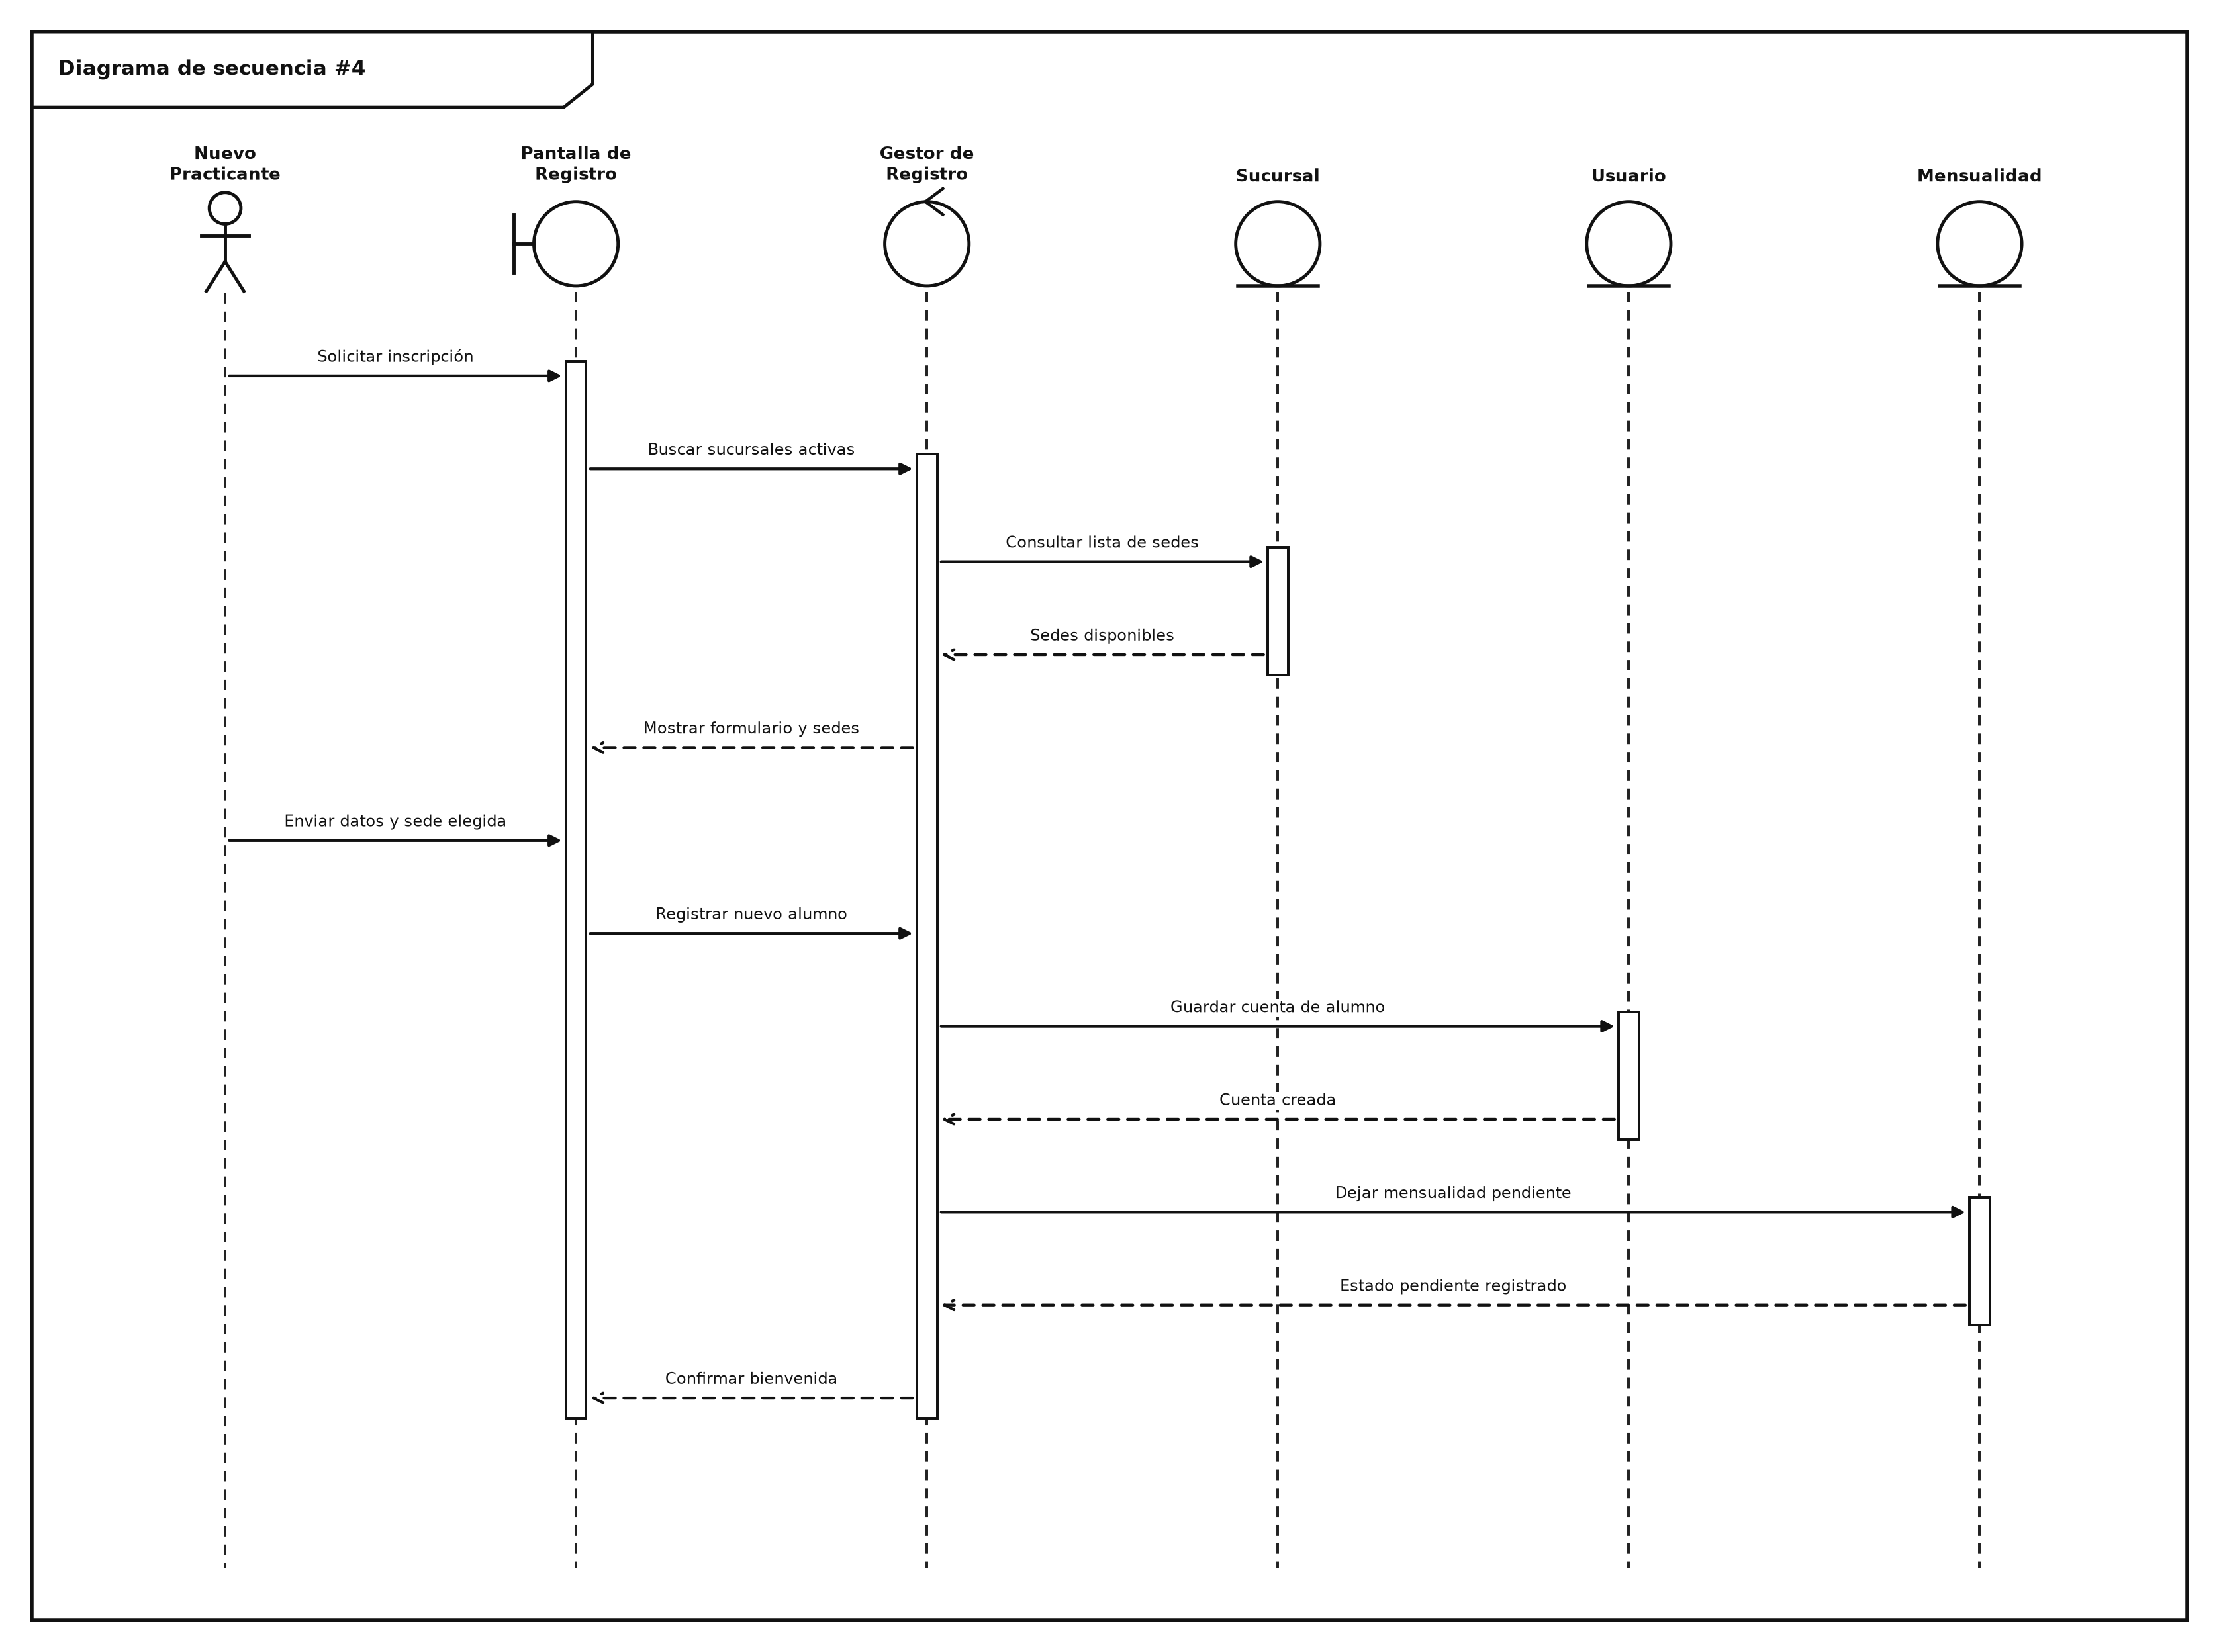 Diagrama de secuencia #4
Nuevo
Practicante
Pantalla de
Registro
Gestor de
Registro
Sucursal
Usuario
Mensualidad
Solicitar inscripción
Buscar sucursales activas
Consultar lista de sedes
Sedes disponibles
Mostrar formulario y sedes
Enviar datos y sede elegida
Registrar nuevo alumno
Guardar cuenta de alumno
Cuenta creada
Dejar mensualidad pendiente
Estado pendiente registrado
Confirmar bienvenida